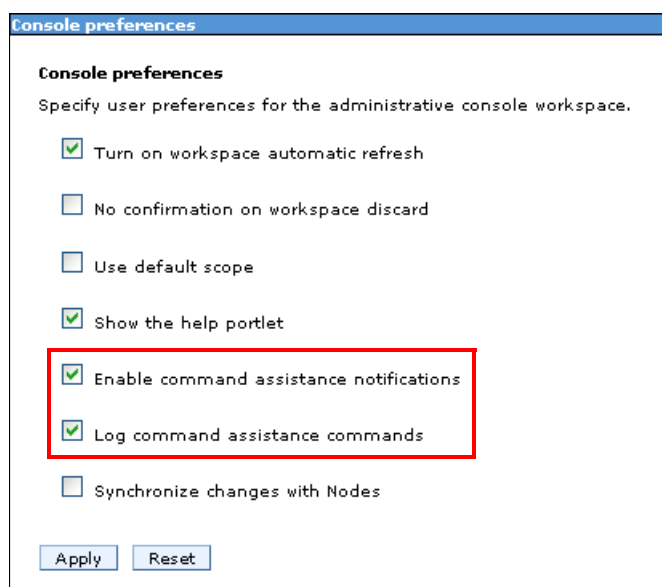 Console preferences
Console preferences
Specify user preferences for the administrative console workspace.
Turn on workspace automatic refresh
No confirmation on workspace discard
Use default scope
Show the help portlet
Enable command assistance notifications
Log command assistance commands
Synchronize changes with Nodes
Apply Reset